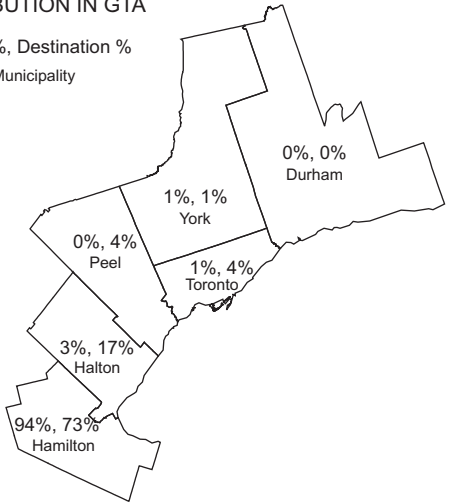 IN GTA
%, Destination %
Municipality
0%, 0%
Durham
1%, 1%
York
0%, 4%
Peel
1%, 4%
Toronto
3%, 17%
Halton
94%, 73%
Hamilton